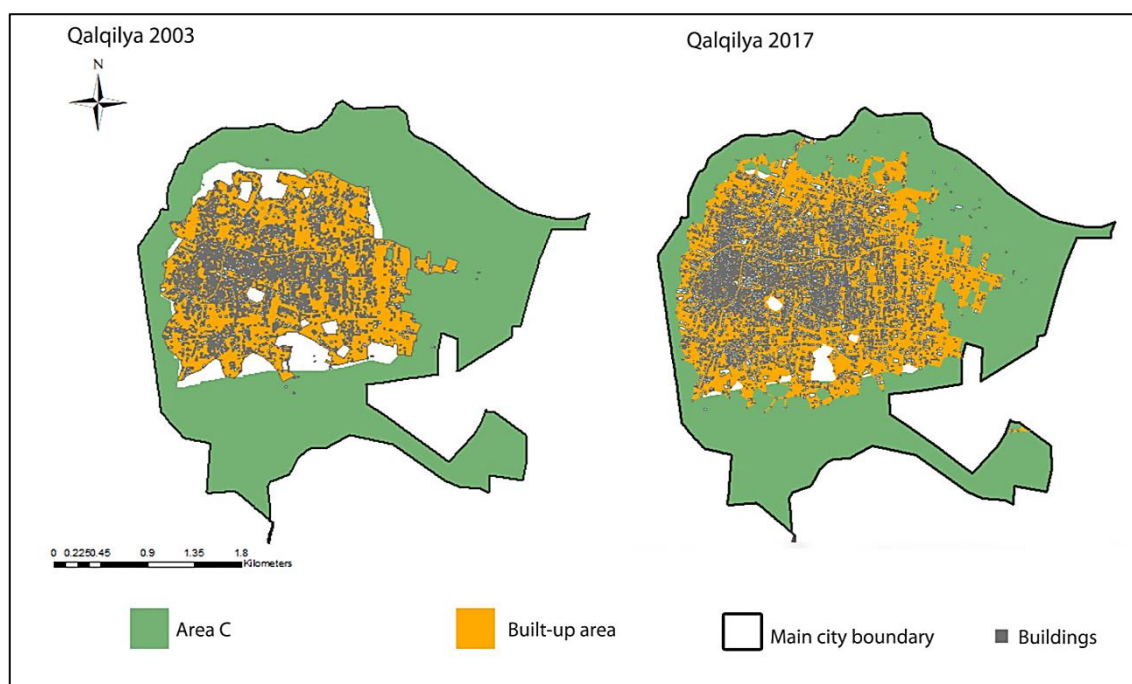 Qalqilya 2003
Qalqilya 2017
N
0 0.2250.45 0.9 1.35 1.8
Kilometers
Area C
Built-up area
Main city boundary
Buildings